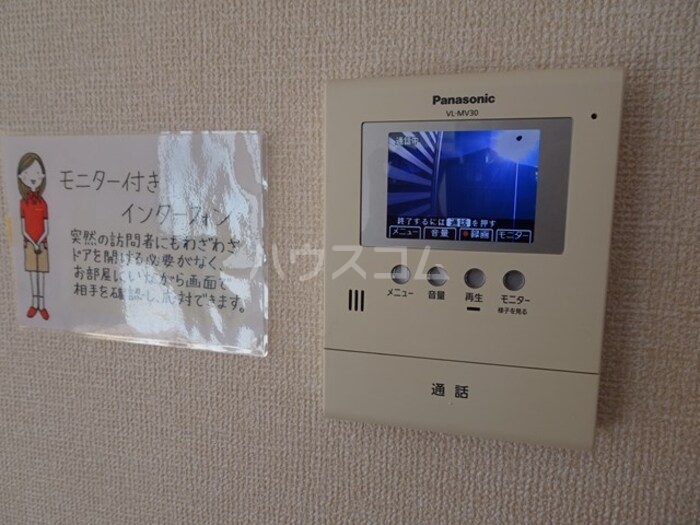 モニター付き
インターフォン
突然の訪問者にもわざわざ
ドアを開ける必要がなく、
お部屋にいながら画面で
相手を確認し、応対できます。
ハウスコム
Panasonic
VL-MV30
通話中
終了するには 通話 を押す
メニュー 音量 ●録画 モニター
メニュー 音量 再生 モニター
様子を見る
通話